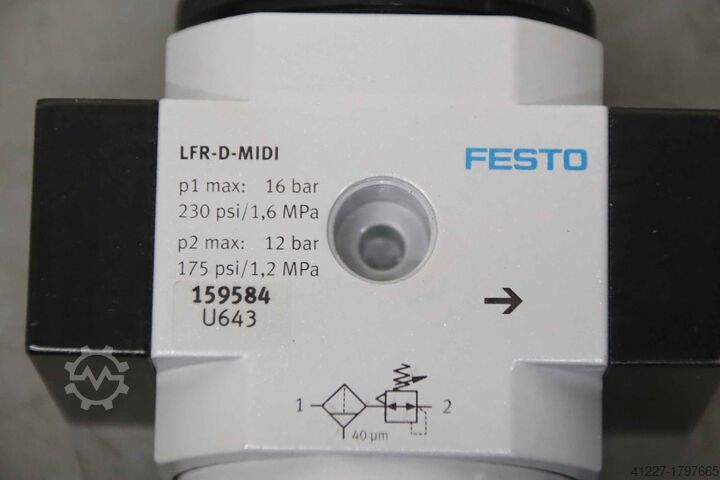 LFR-D-MIDI
FESTO
p1 max: 16 bar
230 psi/1,6 MPa
p2 max: 12 bar
175 psi/1,2 MPa
159584
U643
1
2
40 µm
41227-1797665